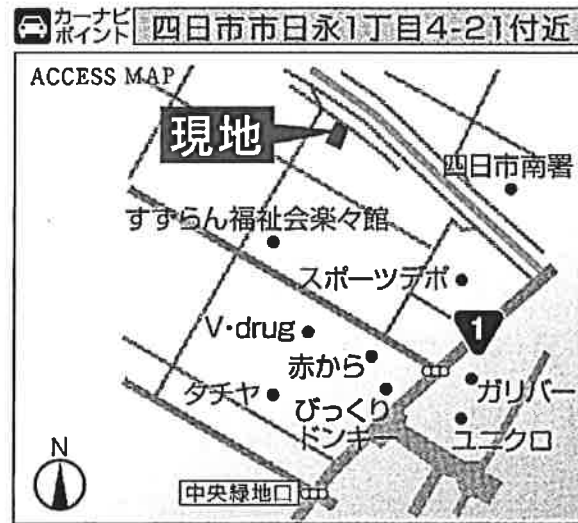 カーナビ
ポイント
四日市市日永1丁目4-21付近
ACCESS MAP
現地
四日市南署
すずらん福祉会楽々館
スポーツデポ
1
V・drug
赤から
ガリバー
タチヤ
びっくり
ドンキー
ユニクロ
N
中央緑地口